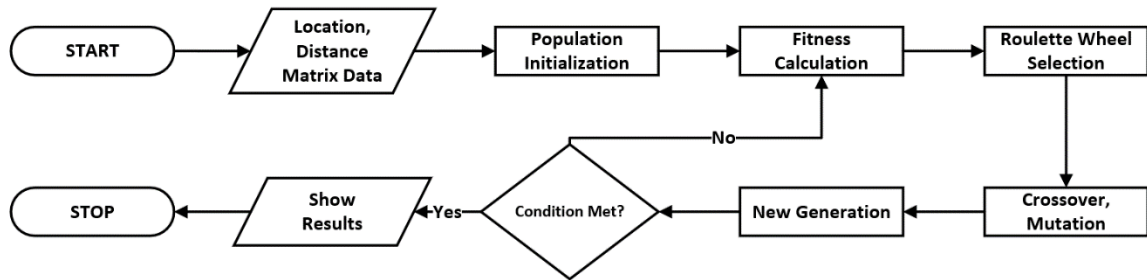 START
Location,
Distance
Matrix Data
Population
Initialization
Fitness
Calculation
Roulette Wheel
Selection
No
STOP
Show
Results
Yes
Condition Met?
New Generation
Crossover,
Mutation